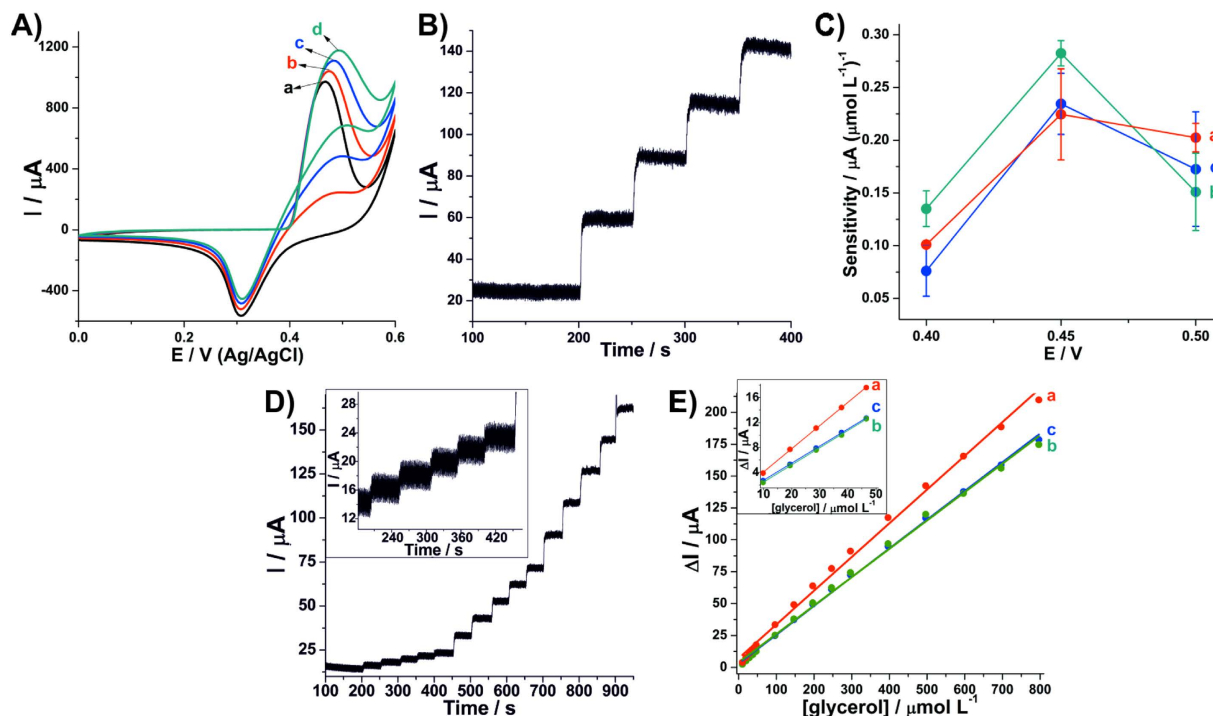 A)
1200
800
400
0
-400
0.0 0.2 0.4 0.6
I / µA
E / V (Ag/AgCl)
a
b
c
d
B)
140
120
100
80
60
40
20
100 200 300 400
I / µA
Time / s
C)
0.30
0.25
0.20
0.15
0.10
0.05
0.40 0.45 0.50
Sensitivity / µA (µmol L⁻¹)⁻¹
E / V
a
c
b
D)
150
125
100
75
50
25
100 200 300 400 500 600 700 800 900
I / µA
Time / s
28
24
20
16
12
240 300 360 420
I / µA
Time / s
E)
200
175
150
125
100
75
50
25
0
0 100 200 300 400 500 600 700 800
ΔI / µA
[glycerol] / µmol L⁻¹
a
c
b
16
12
8
4
10 20 30 40 50
ΔI / µA
[glycerol] / µmol L⁻¹
a
c
b